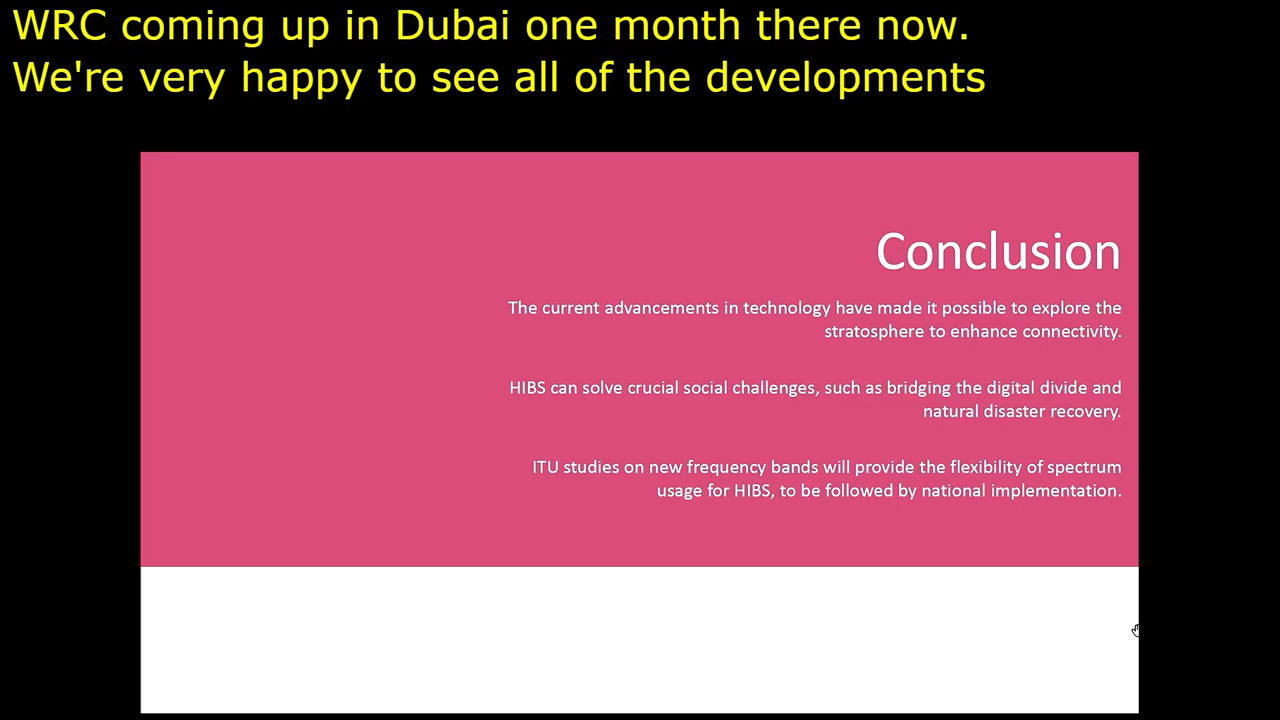 WRC coming up in Dubai one month there now.
We're very happy to see all of the developments
Conclusion
The current advancements in technology have made it possible to explore the
stratosphere to enhance connectivity.
HIBS can solve crucial social challenges, such as bridging the digital divide and
natural disaster recovery.
ITU studies on new frequency bands will provide the flexibility of spectrum
usage for HIBS, to be followed by national implementation.